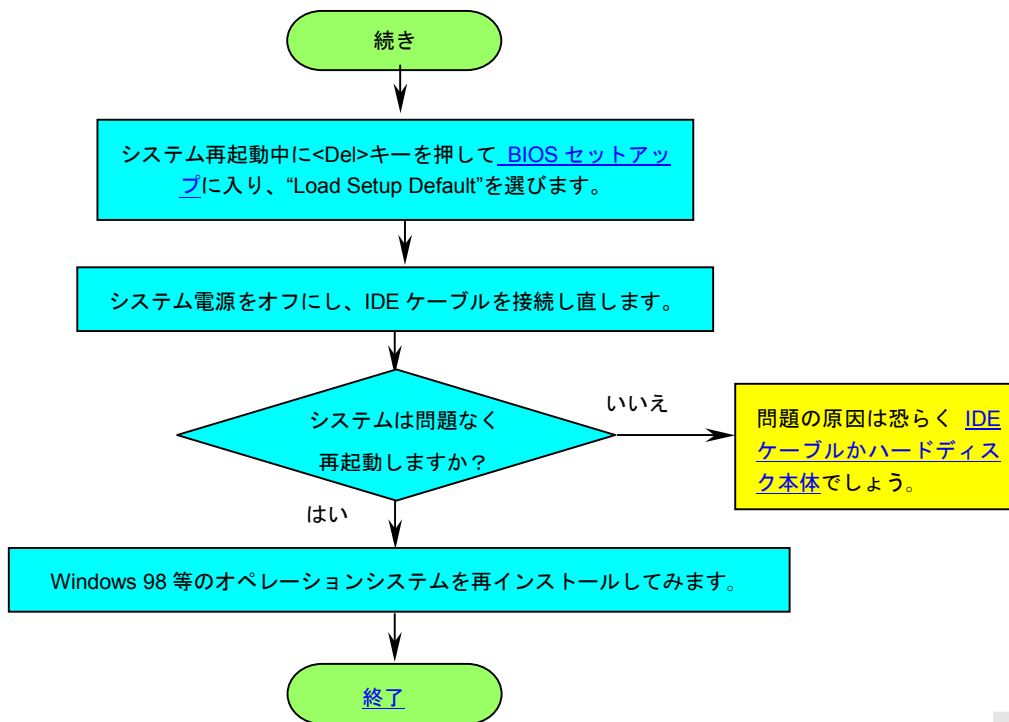 続き
システム再起動中に<Del>キーを押して BIOS セットアッ
プに入り、“Load Setup Default”を選びます。
システム電源をオフにし、IDE ケーブルを接続し直します。
システムは問題なく
再起動しますか？
いいえ
問題の原因は恐らく IDE
ケーブルかハードディス
ク本体でしょう。
はい
Windows 98 等のオペレーションシステムを再インストールしてみます。
終了